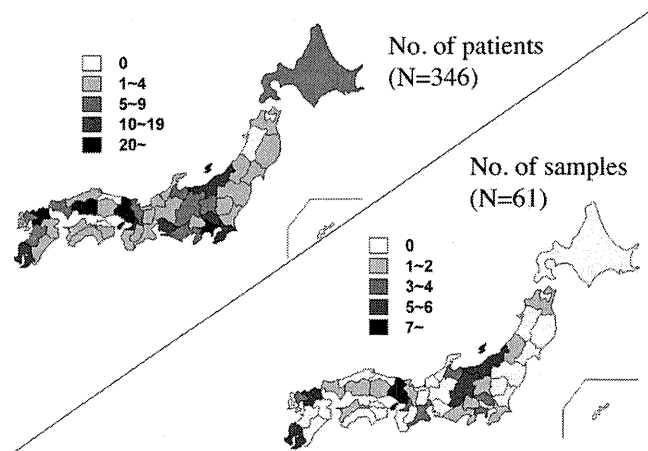 No. of patients
(N=346)
0
1~4
5~9
10~19
20~
No. of samples
(N=61)
0
1~2
3~4
5~6
7~